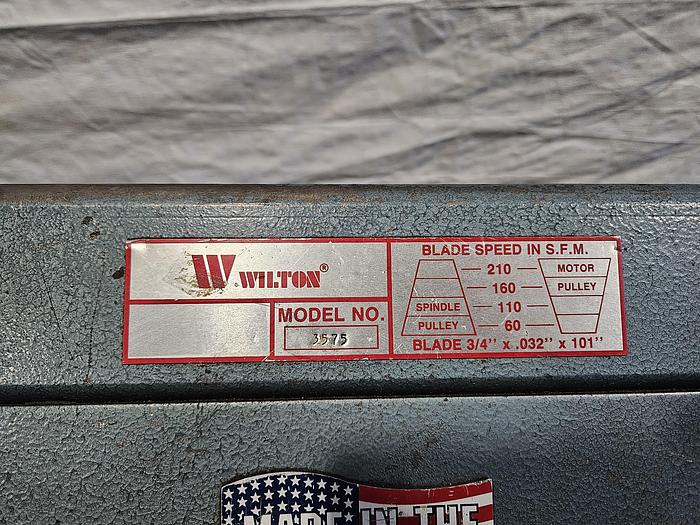 W WILTON®
MODEL NO.
3575
BLADE SPEED IN S.F.M.
210 MOTOR
160 PULLEY
SPINDLE 110
PULLEY 60
BLADE 3/4" x .032" x 101"
MADE IN THE